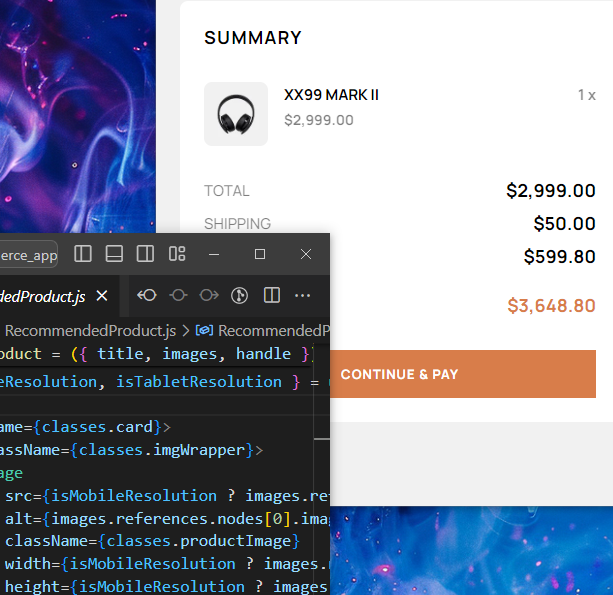 SUMMARY
XX99 MARK II
1 x
$2,999.00
TOTAL
$2,999.00
SHIPPING
$50.00
$599.80
$3,648.80
CONTINUE & PAY
erce_app
dedProduct.js
RecommendedProduct.js > RecommendedP
oduct = ({ title, images, handle })
eResolution, isTabletResolution } =
ame={classes.card}>
assName={classes.imgWrapper}>
age
src={isMobileResolution ? images.re
alt={images.references.nodes[0].ima
className={classes.productImage}
width={isMobileResolution ? images.
height={isMobileResolution ? images